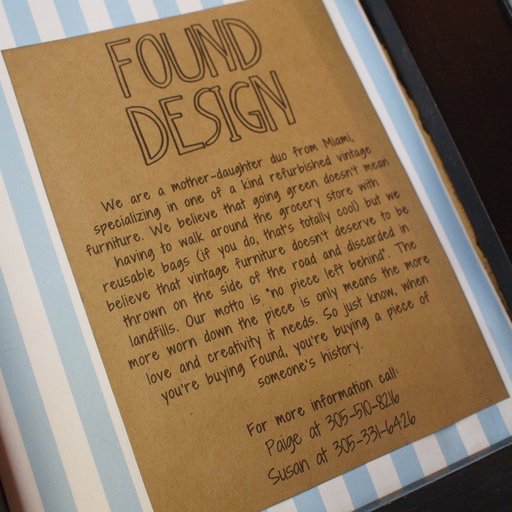 FOUND
DESIGN
We are a mother-daughter duo from Miami,
specializing in one of a kind refurbished vintage
furniture. We believe that going green doesn't mean
having to walk around the grocery store with
reusable bags (if you do, that's totally cool) but we
believe that vintage furniture doesn't deserve to be
thrown on the side of the road and discarded in
landfills. Our motto is "no piece left behind". The
more worn down the piece is only means the more
love and creativity it needs. So just know, when
you're buying Found, you're buying a piece of
someone's history.
For more information call:
Paige at 305-510-8216
Susan at 305-331-6426